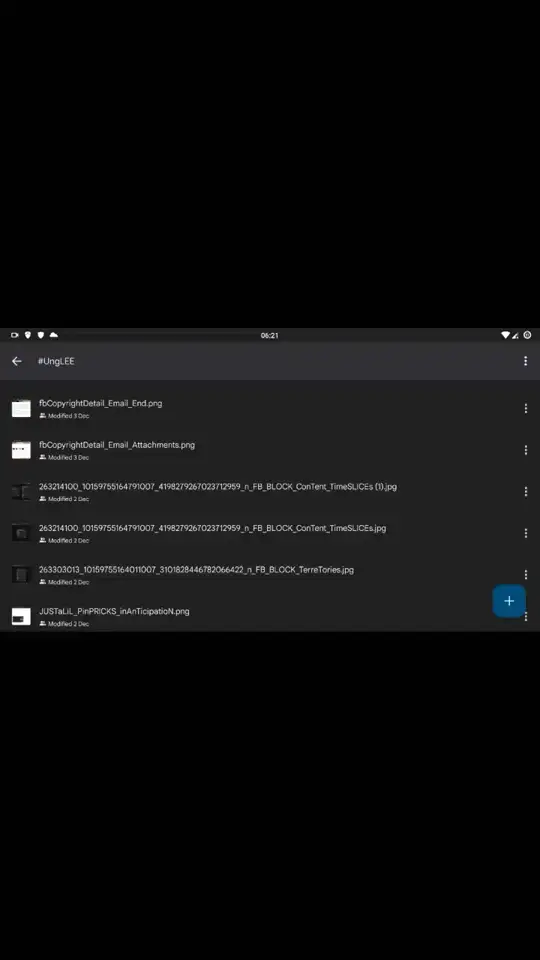 06:21
#UngLEE
fbCopyrightDetail_Email_End.png
Modified 3 Dec
fbCopyrightDetail_Email_Attachments.png
Modified 3 Dec
263214100_10159755164791007_4198279267023712959_n_FB_BLOCK_ConTent_TimeSLICEs (1).jpg
Modified 2 Dec
263214100_10159755164791007_4198279267023712959_n_FB_BLOCK_ConTent_TimeSLICEs.jpg
Modified 2 Dec
263303013_10159755164011007_3101828446782066422_n_FB_BLOCK_TerreTories.jpg
Modified 2 Dec
JUSTaLiL_PinPRICKS_inAnTicipatioN.png
Modified 2 Dec